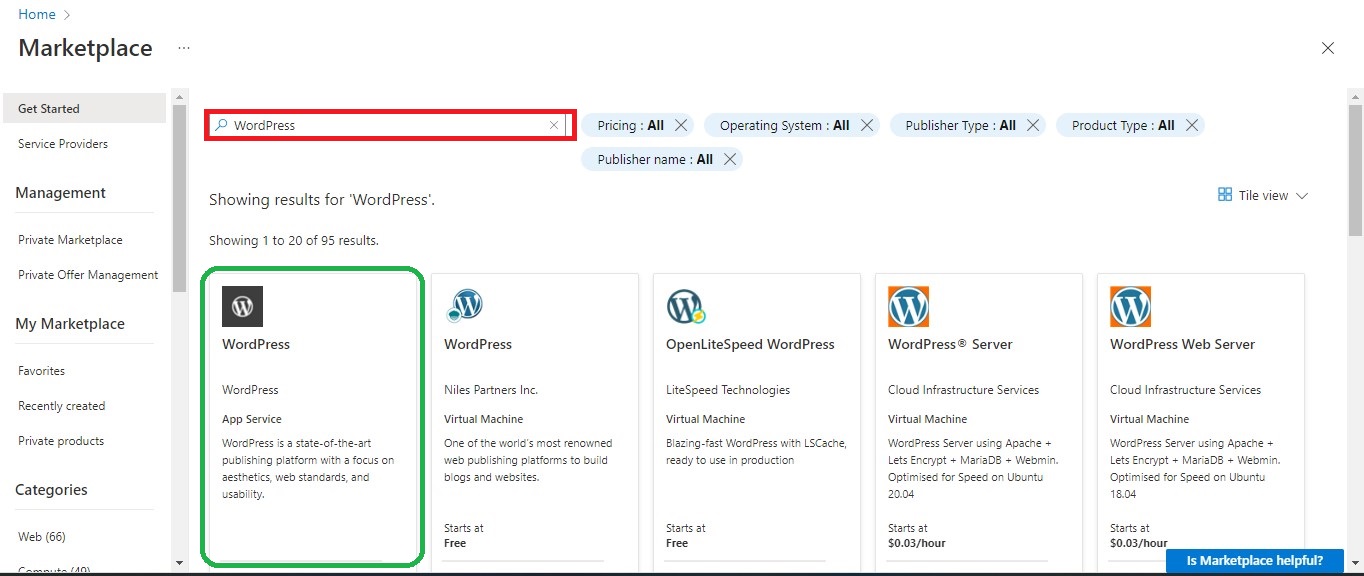 Home
Marketplace ...
Get Started
Service Providers
Management
Private Marketplace
Private Offer Management
My Marketplace
Favorites
Recently created
Private products
Categories
Web (66)
Compute (49)
WordPress
Pricing : All
Operating System : All
Publisher Type : All
Product Type : All
Publisher name : All
Showing results for 'WordPress'.
Tile view
Showing 1 to 20 of 95 results.
WordPress
WordPress
App Service
WordPress is a state-of-the-art
publishing platform with a focus on
aesthetics, web standards, and
usability.
WordPress
Niles Partners Inc.
Virtual Machine
One of the world's most renowned
web publishing platforms to build
blogs and websites.
Starts at
Free
OpenLiteSpeed WordPress
LiteSpeed Technologies
Virtual Machine
Blazing-fast WordPress with LSCache,
ready to use in production
Starts at
Free
WordPress® Server
Cloud Infrastructure Services
Virtual Machine
WordPress Server using Apache +
Lets Encrypt + MariaDB + Webmin.
Optimised for Speed on Ubuntu
20.04
Starts at
$0.03/hour
WordPress Web Server
Cloud Infrastructure Services
Virtual Machine
WordPress Server using Apache +
Lets Encrypt + MariaDB + Webmin.
Optimised for Speed on Ubuntu
18.04
Starts at
$0.03/hour
Is Marketplace helpful?